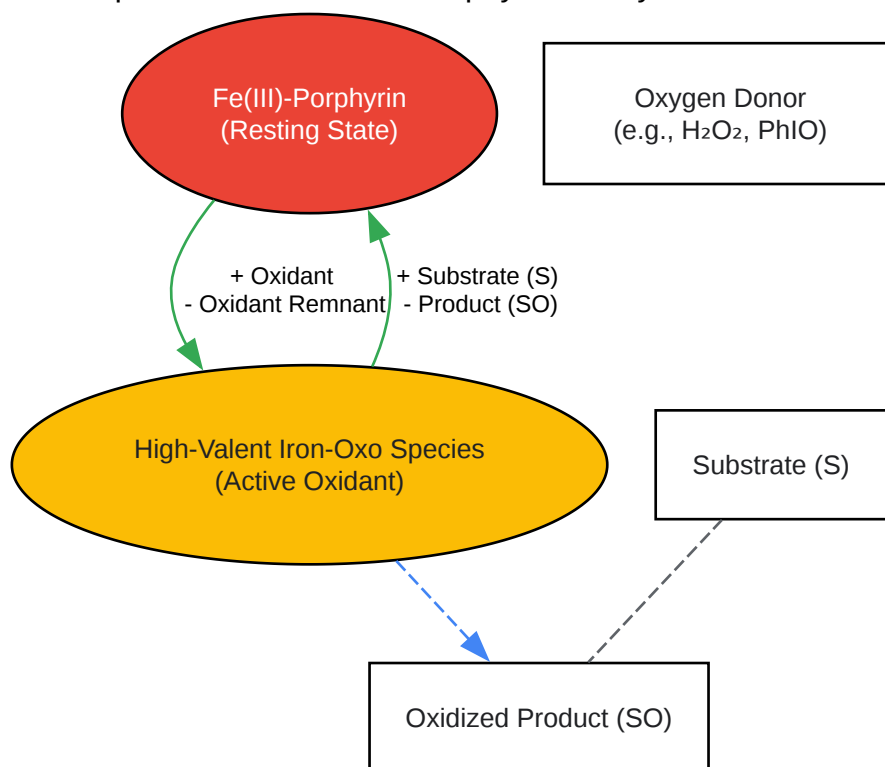 Fe(III)-Porphyrin
(Resting State)
Oxygen Donor
(e.g., H₂O₂, PhIO)
+ Oxidant
- Oxidant Remnant
+ Substrate (S)
- Product (SO)
High-Valent Iron-Oxo Species
(Active Oxidant)
Substrate (S)
Oxidized Product (SO)